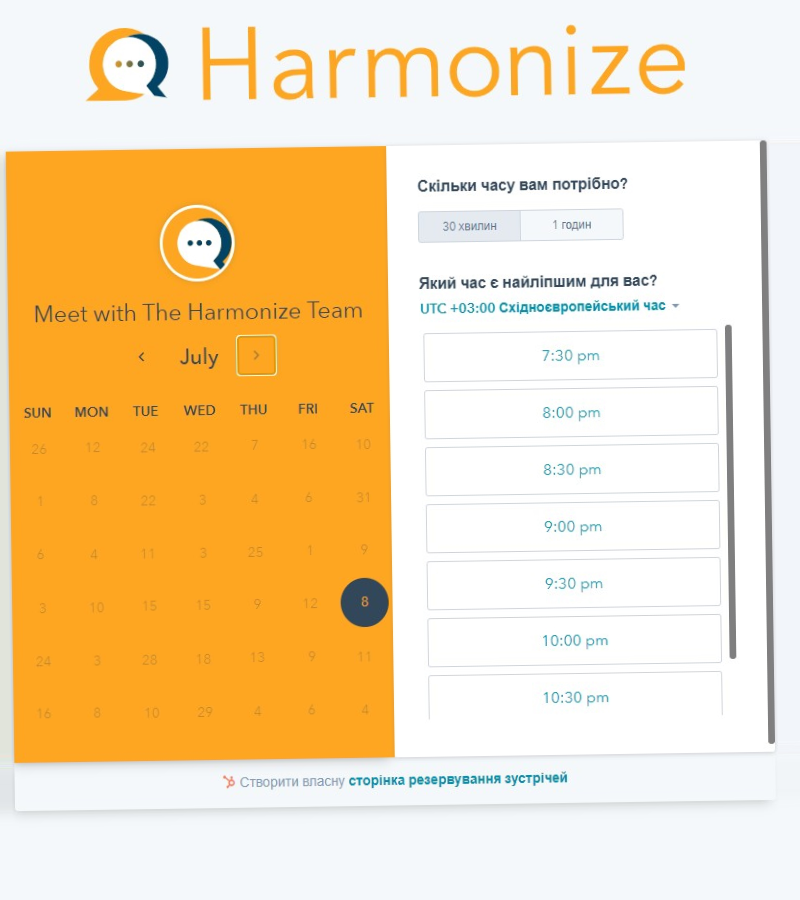 Harmonize
Meet with The Harmonize Team
July
SUN MON TUE WED THU FRI SAT
26 12 24 22 7 16 10
1 8 22 3 4 6 31
6 4 11 3 25 1 9
3 10 15 15 9 12 8
24 3 28 18 13 9 11
16 8 10 29 4 6 4
Скільки часу вам потрібно?
30 хвилин 1 годин
Який час є найліпшим для вас?
UTC +03:00 Східноєвропейський час
7:30 pm
8:00 pm
8:30 pm
9:00 pm
9:30 pm
10:00 pm
10:30 pm
Створити власну сторінка резервування зустрічей